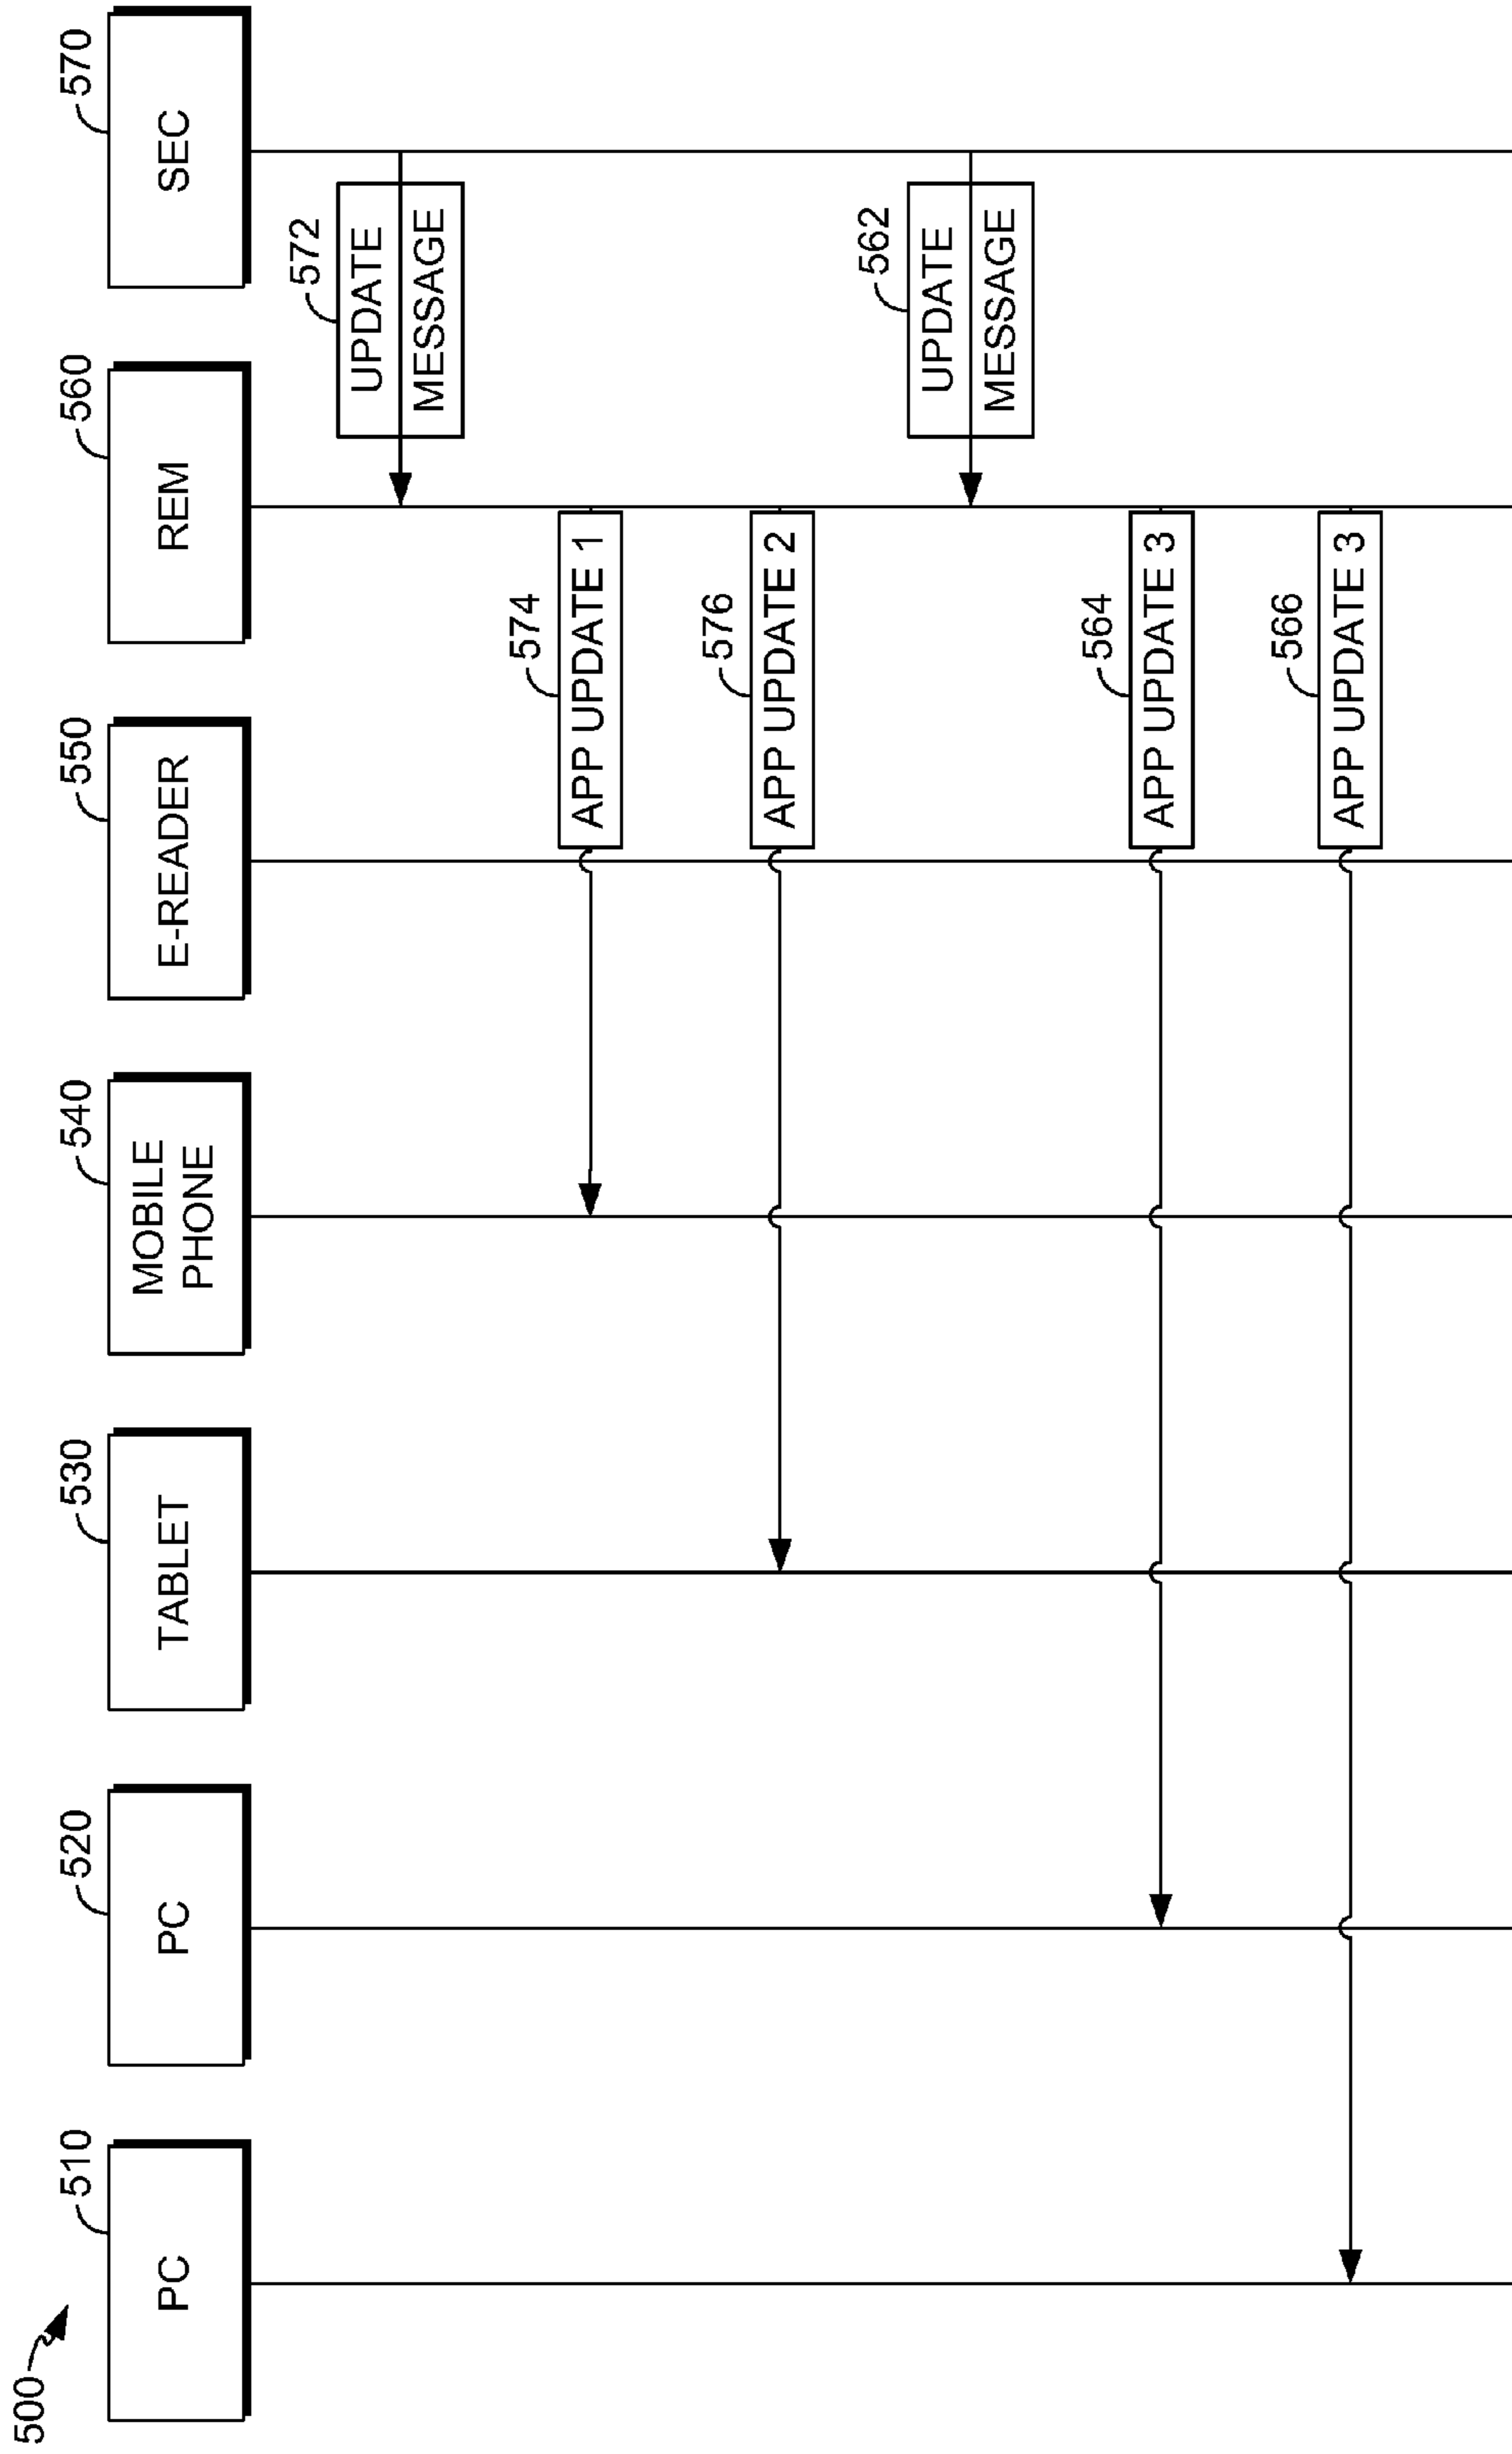 500
510
520
530
540
550
560
570
PC
PC
TABLET
MOBILE
PHONE
E-READER
REM
SEC
572
UPDATE
MESSAGE
574
APP UPDATE 1
576
APP UPDATE 2
562
UPDATE
MESSAGE
564
APP UPDATE 3
566
APP UPDATE 3